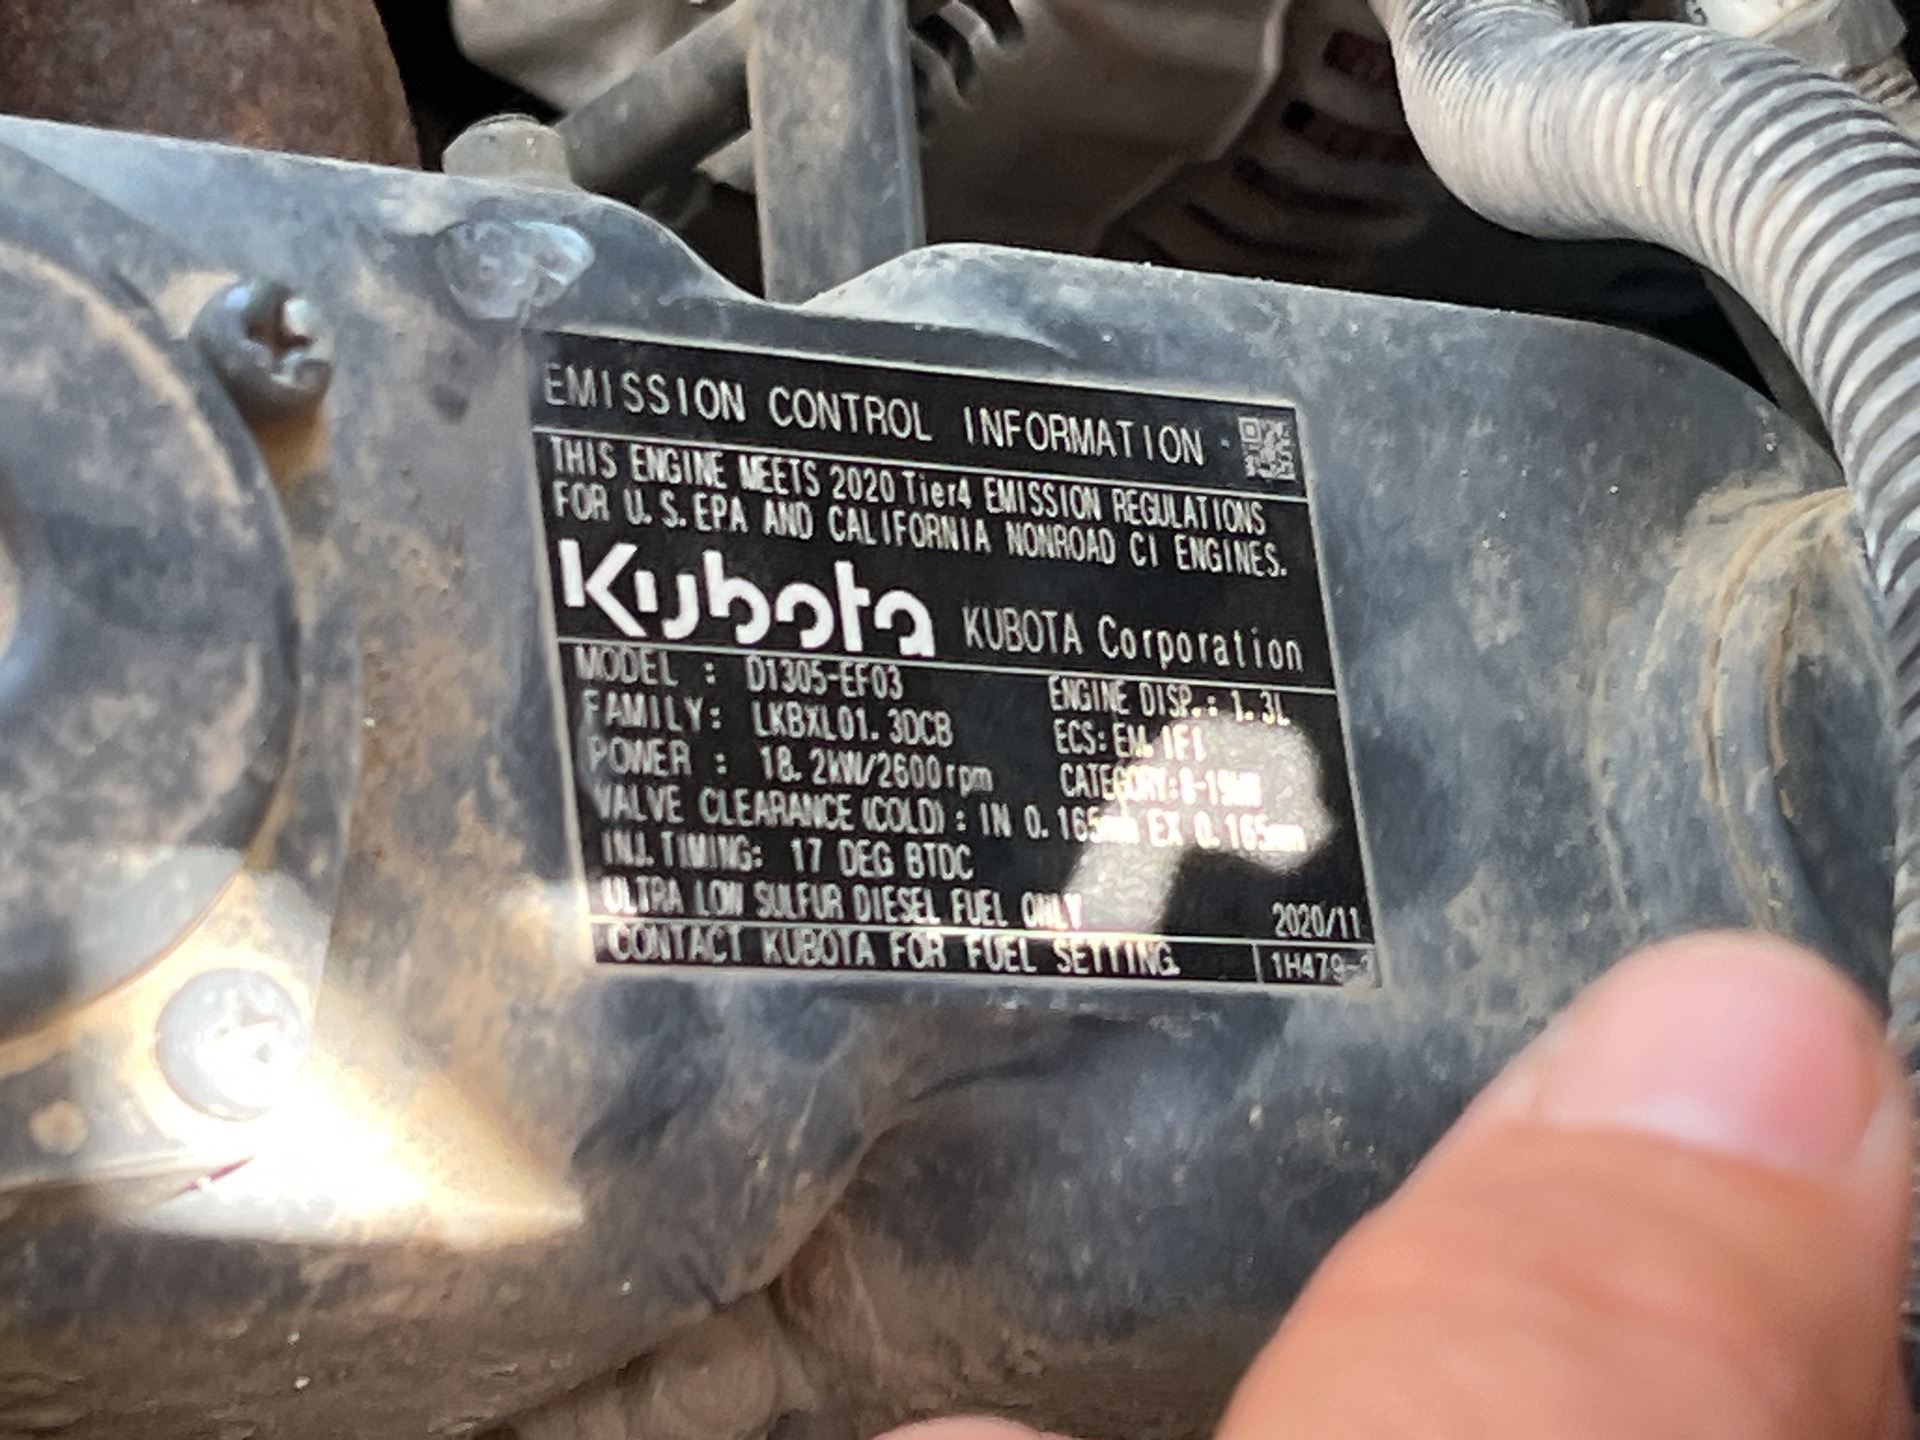 EMISSION CONTROL INFORMATION
THIS ENGINE MEETS 2020 Tier4 EMISSION REGULATIONS
FOR U.S. EPA AND CALIFORNIA NONROAD CI ENGINES.
Kubota KUBOTA Corporation
MODEL : D1305-EF03 ENGINE DISP.: 1.3L
FAMILY: LKBXL01.3DCB ECS: EM, IFI
POWER : 18.2kW/2600rpm CATEGORY:8-19kW
VALVE CLEARANCE (COLD) : IN 0.165mm EX 0.165mm
INJ.TIMING: 17 DEG BTDC
ULTRA LOW SULFUR DIESEL FUEL ONLY 2020/11
CONTACT KUBOTA FOR FUEL SETTING.